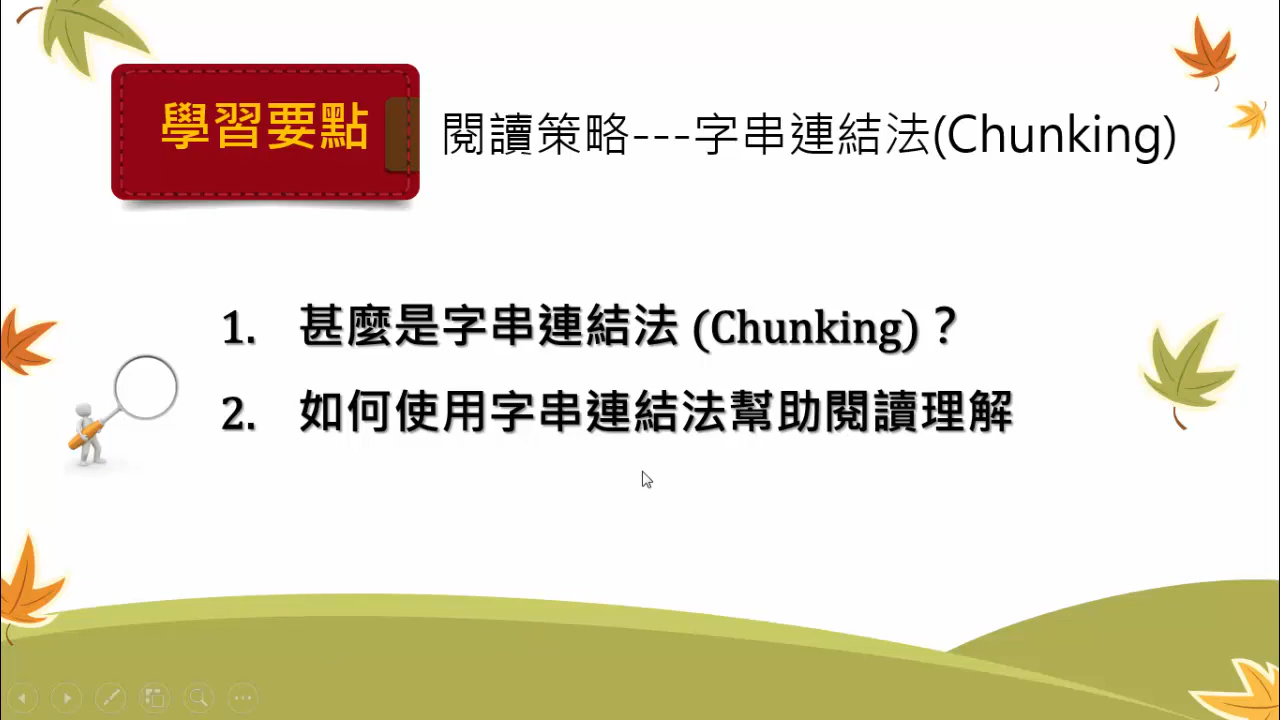 學習要點
閱讀策略---字串連結法(Chunking)
1. 甚麼是字串連結法 (Chunking)？
2. 如何使用字串連結法幫助閱讀理解